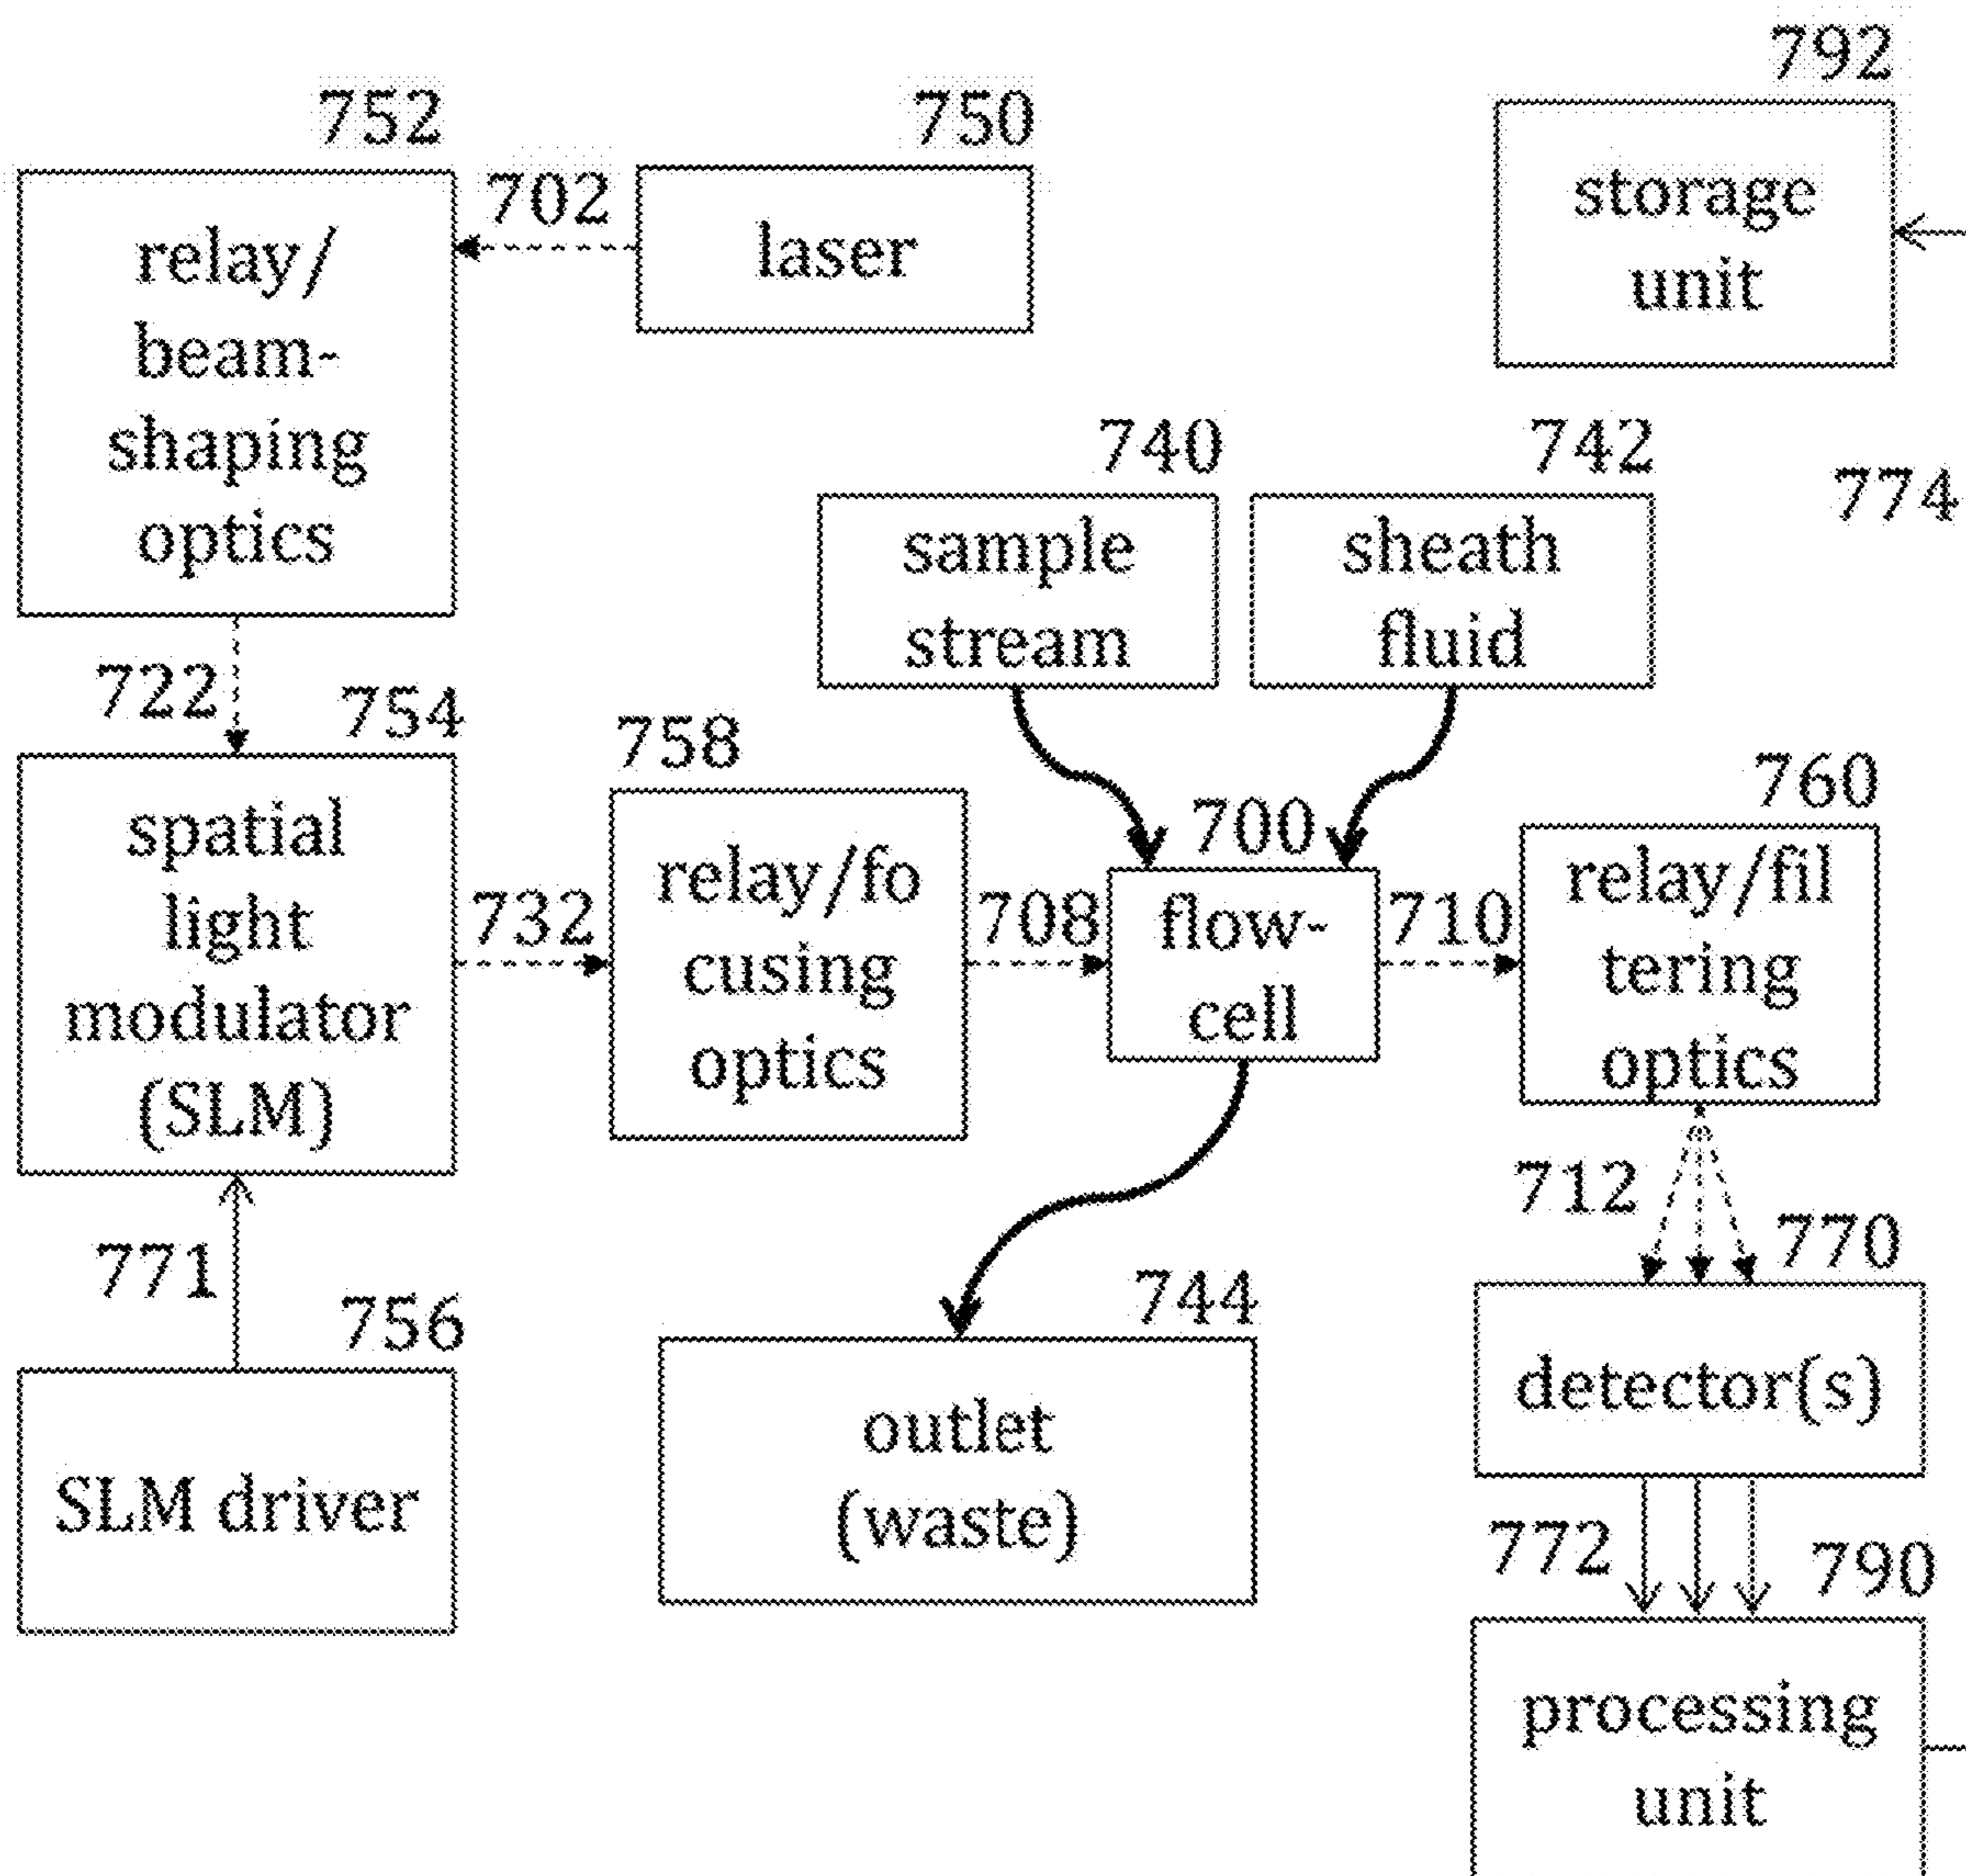 792
752
750
702
relay/
beam-
shaping
optics
laser
storage
unit
740
742
774
sample
stream
sheath
fluid
722
754
758
700
760
spatial
light
modulator
(SLM)
732
relay/fo
cusing
optics
708
flow-
cell
710
relay/fil
tering
optics
712
770
771
756
744
detector(s)
SLM driver
outlet
(waste)
772
790
processing
unit